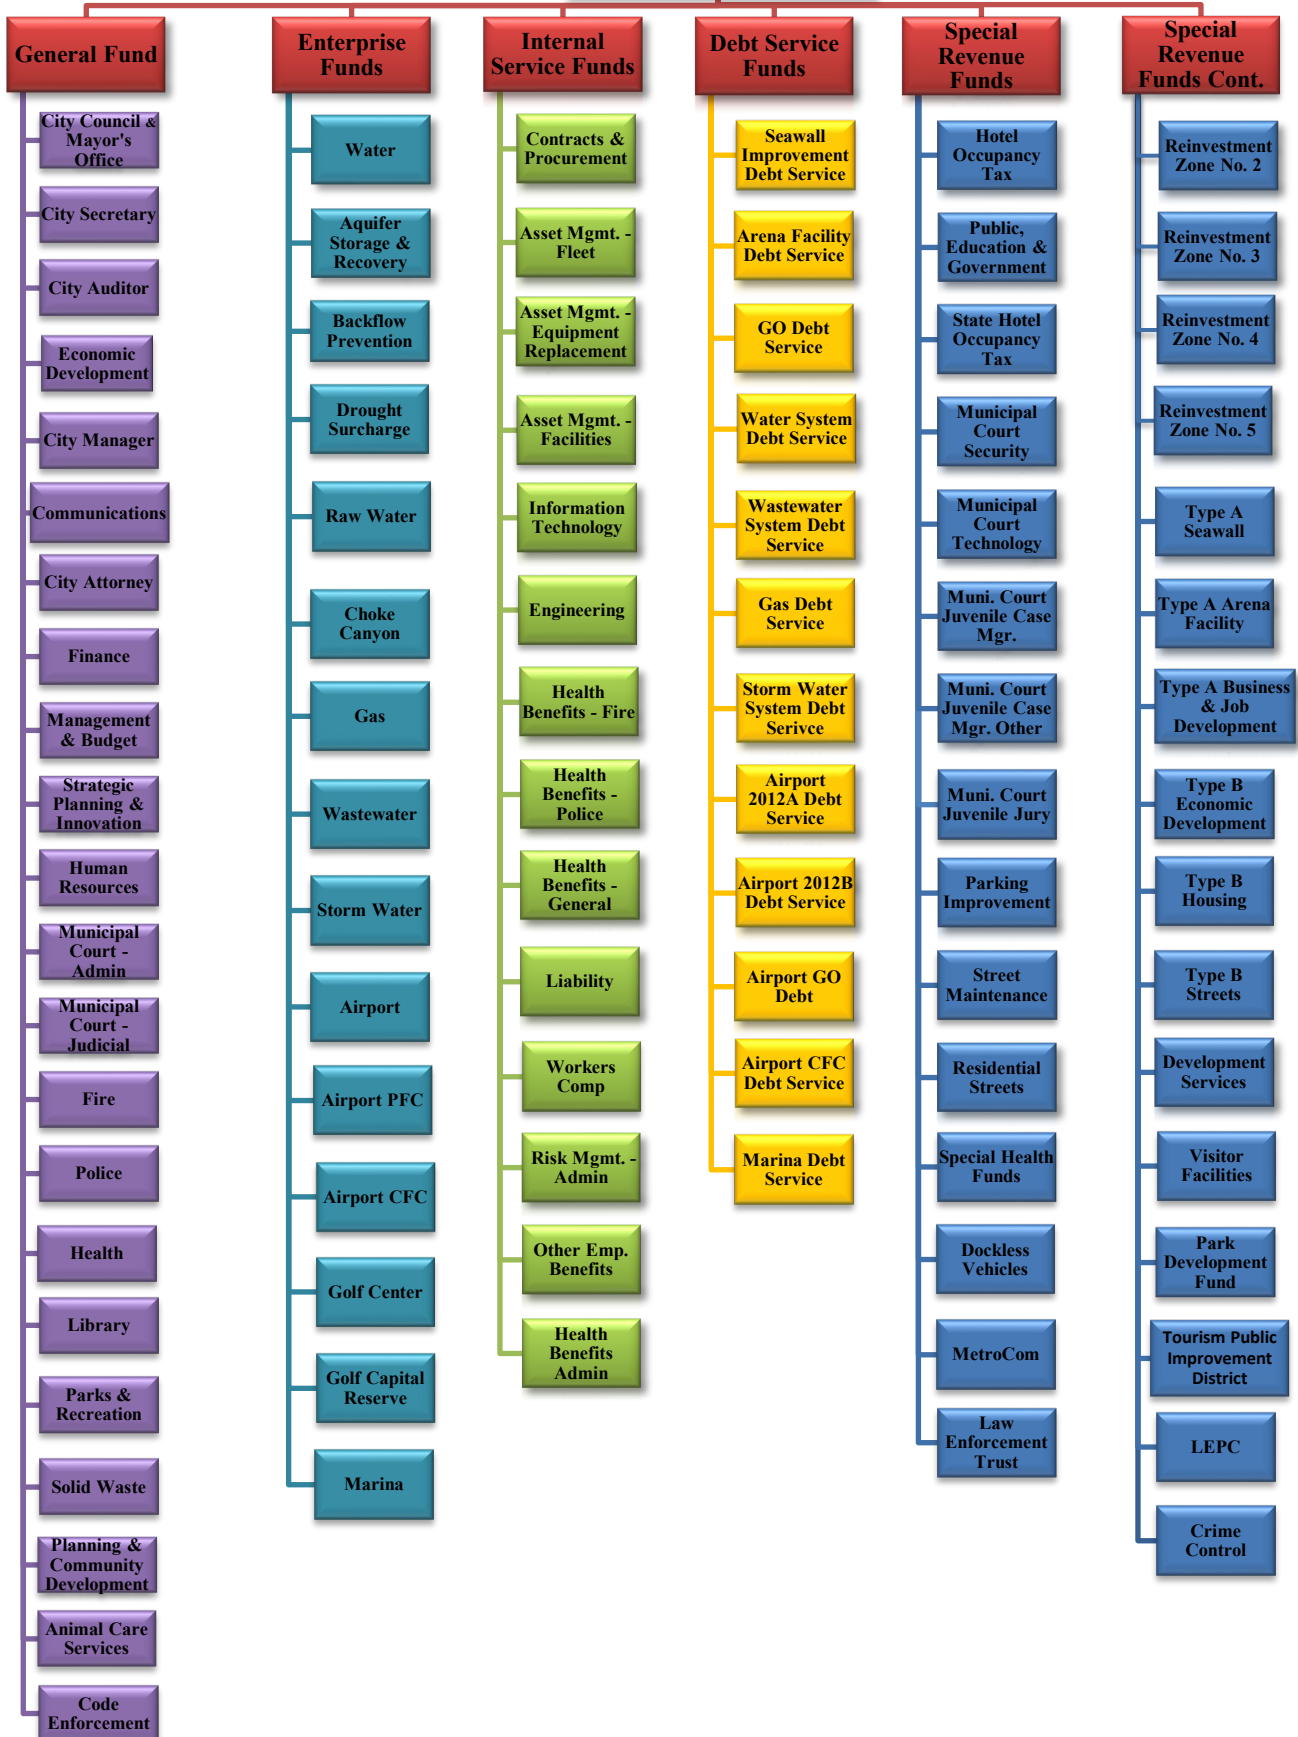 General Fund
City Council &
Mayor's
Office
City Secretary
City Auditor
Economic
Development
City Manager
Communications
City Attorney
Finance
Management
& Budget
Strategic
Planning &
Innovation
Human
Resources
Municipal
Court -
Admin
Municipal
Court -
Judicial
Fire
Police
Health
Library
Parks &
Recreation
Solid Waste
Planning &
Community
Development
Animal Care
Services
Code
Enforcement
Enterprise
Funds
Water
Aquifer
Storage &
Recovery
Backflow
Prevention
Drought
Surcharge
Raw Water
Choke
Canyon
Gas
Wastewater
Storm Water
Airport
Airport PFC
Airport CFC
Golf Center
Golf Capital
Reserve
Marina
Internal
Service Funds
Contracts &
Procurement
Asset Mgmt. -
Fleet
Asset Mgmt. -
Equipment
Replacement
Asset Mgmt. -
Facilities
Information
Technology
Engineering
Health
Benefits - Fire
Health
Benefits -
Police
Health
Benefits -
General
Liability
Workers
Comp
Risk Mgmt. -
Admin
Other Emp.
Benefits
Health
Benefits
Admin
Debt Service
Funds
Seawall
Improvement
Debt Service
Arena Facility
Debt Service
GO Debt
Service
Water System
Debt Service
Wastewater
System Debt
Service
Gas Debt
Service
Storm Water
System Debt
Serivce
Airport
2012A Debt
Service
Airport 2012B
Debt Service
Airport GO
Debt
Airport CFC
Debt Service
Marina Debt
Service
Special
Revenue
Funds
Hotel
Occupancy
Tax
Public,
Education &
Government
State Hotel
Occupancy
Tax
Municipal
Court
Security
Municipal
Court
Technology
Muni. Court
Juvenile Case
Mgr.
Muni. Court
Juvenile Case
Mgr. Other
Muni. Court
Juvenile Jury
Parking
Improvement
Street
Maintenance
Residential
Streets
Special Health
Funds
Dockless
Vehicles
MetroCom
Law
Enforcement
Trust
Special
Revenue
Funds Cont.
Reinvestment
Zone No. 2
Reinvestment
Zone No. 3
Reinvestment
Zone No. 4
Reinvestment
Zone No. 5
Type A
Seawall
Type A Arena
Facility
Type A Business
& Job
Development
Type B
Economic
Development
Type B
Housing
Type B
Streets
Development
Services
Visitor
Facilities
Park
Development
Fund
Tourism Public
Improvement
District
LEPC
Crime
Control